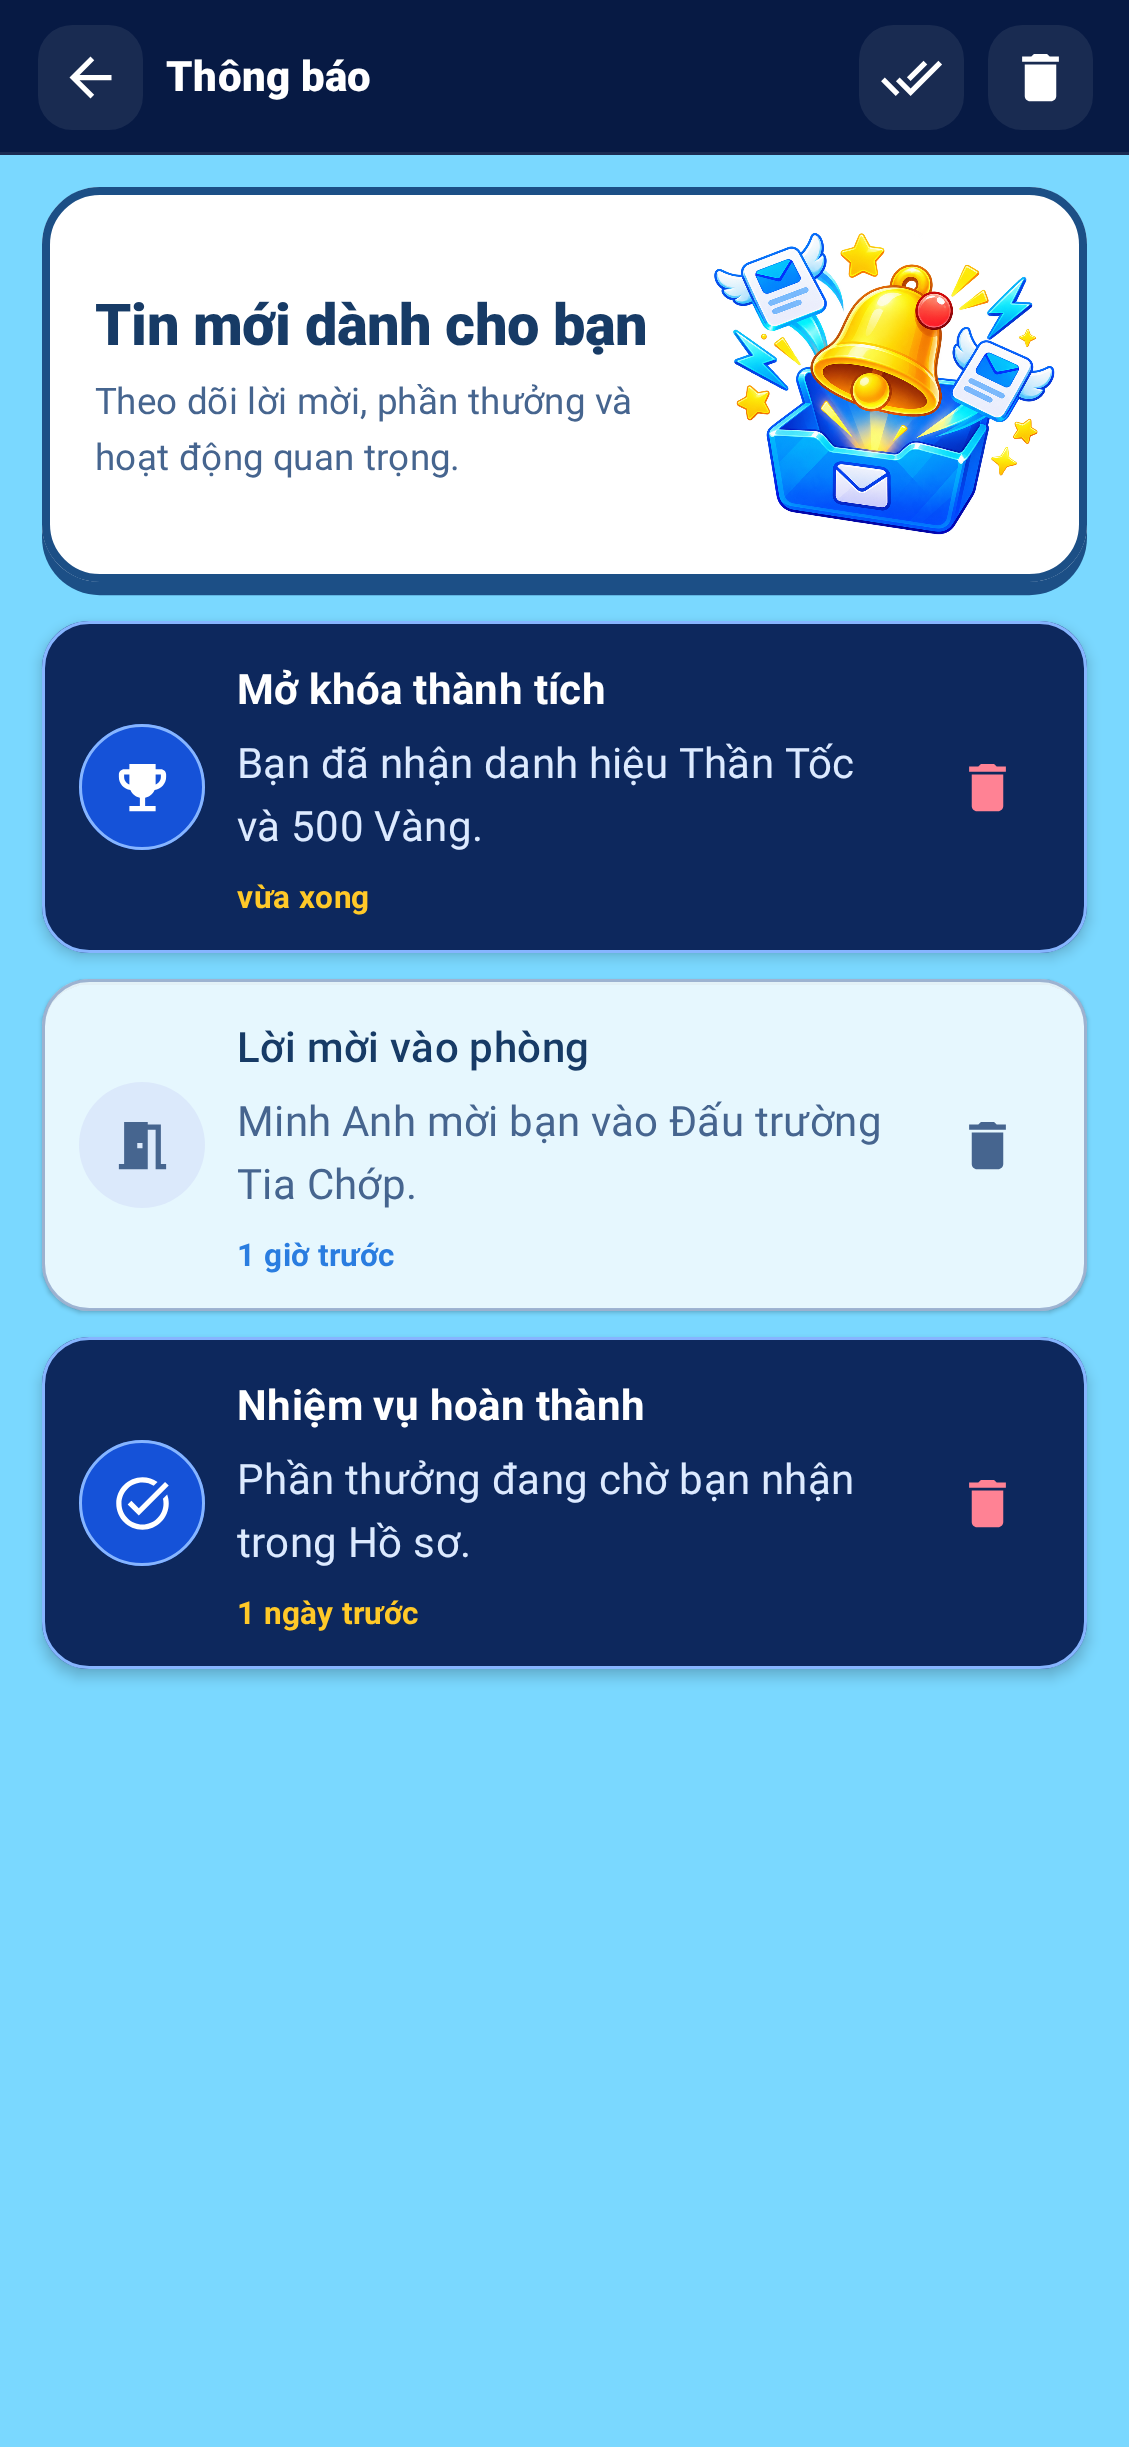 Thông báo
Tin mới dành cho bạn
Theo dõi lời mời, phần thưởng và
hoạt động quan trọng.
Mở khóa thành tích
Bạn đã nhận danh hiệu Thần Tốc
và 500 Vàng.
vừa xong
Lời mời vào phòng
Minh Anh mời bạn vào Đấu trường
Tia Chớp.
1 giờ trước
Nhiệm vụ hoàn thành
Phần thưởng đang chờ bạn nhận
trong Hồ sơ.
1 ngày trước